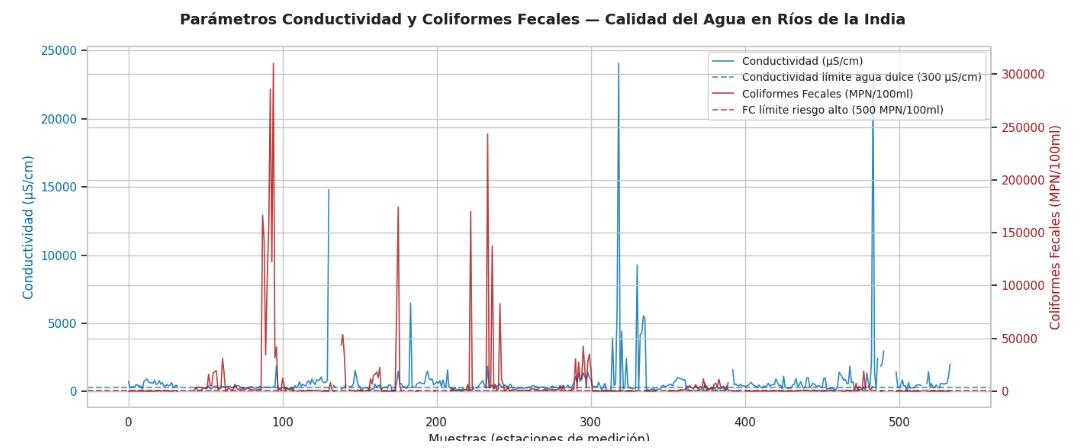 Parámetros Conductividad y Coliformes Fecales — Calidad del Agua en Ríos de la India
Conductividad (µS/cm)
25000
20000
15000
10000
5000
0
Conductividad (µS/cm)
Conductividad límite agua dulce (300 µS/cm)
Coliformes Fecales (MPN/100ml)
FC límite riesgo alto (500 MPN/100ml)
300000
250000
200000
150000
100000
50000
0
Coliformes Fecales (MPN/100ml)
0 100 200 300 400 500
Muestras (estaciones de medición)